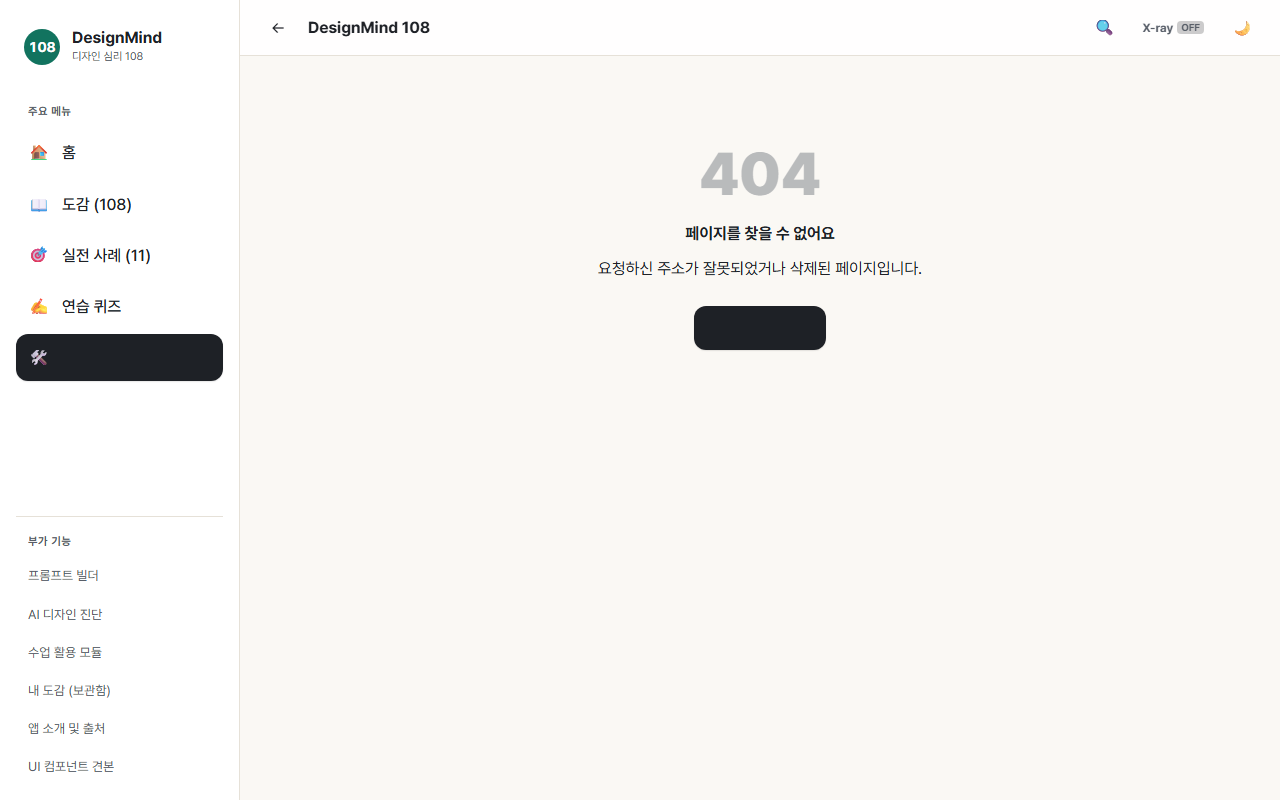 108
DesignMind
디자인 심리 108
주요 메뉴
홈
도감 (108)
실전 사례 (11)
연습 퀴즈
부가 기능
프롬프트 빌더
AI 디자인 진단
수업 활용 모듈
내 도감 (보관함)
앱 소개 및 출처
UI 컴포넌트 견본
DesignMind 108
X-ray OFF
404
페이지를 찾을 수 없어요
요청하신 주소가 잘못되었거나 삭제된 페이지입니다.